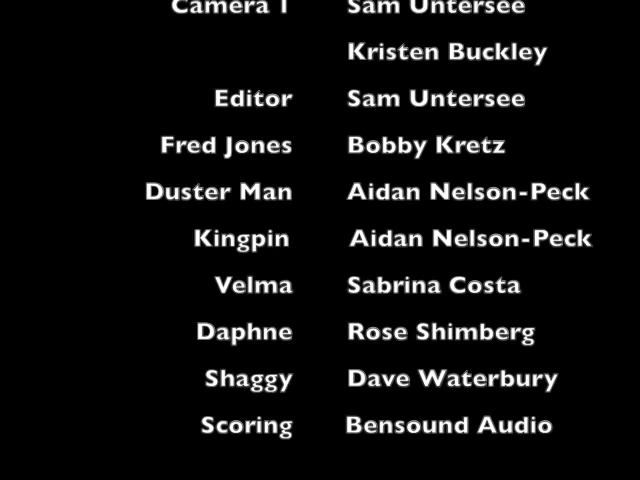 Camera 1 Sam Untersee
Kristen Buckley
Editor Sam Untersee
Fred Jones Bobby Kretz
Duster Man Aidan Nelson-Peck
Kingpin Aidan Nelson-Peck
Velma Sabrina Costa
Daphne Rose Shimberg
Shaggy Dave Waterbury
Scoring Bensound Audio